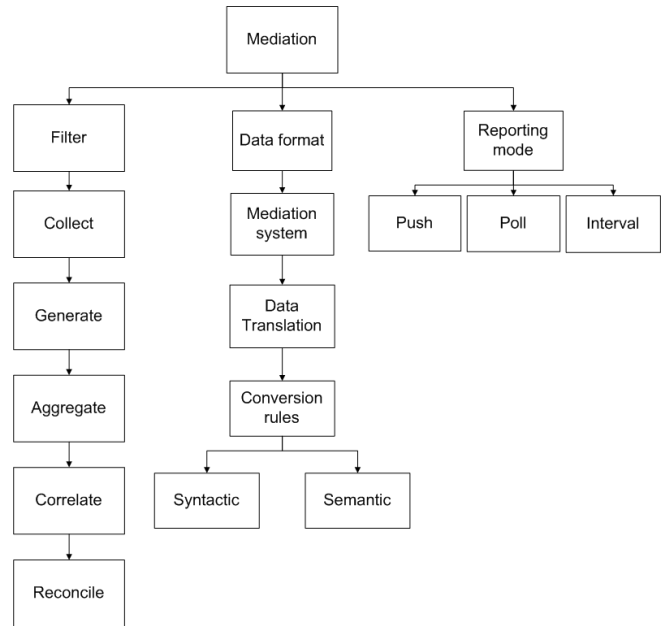 Mediation
Filter
Data format
Reporting
mode
Collect
Mediation
system
Push
Poll
Interval
Generate
Data
Translation
Aggregate
Conversion
rules
Correlate
Syntactic
Semantic
Reconcile